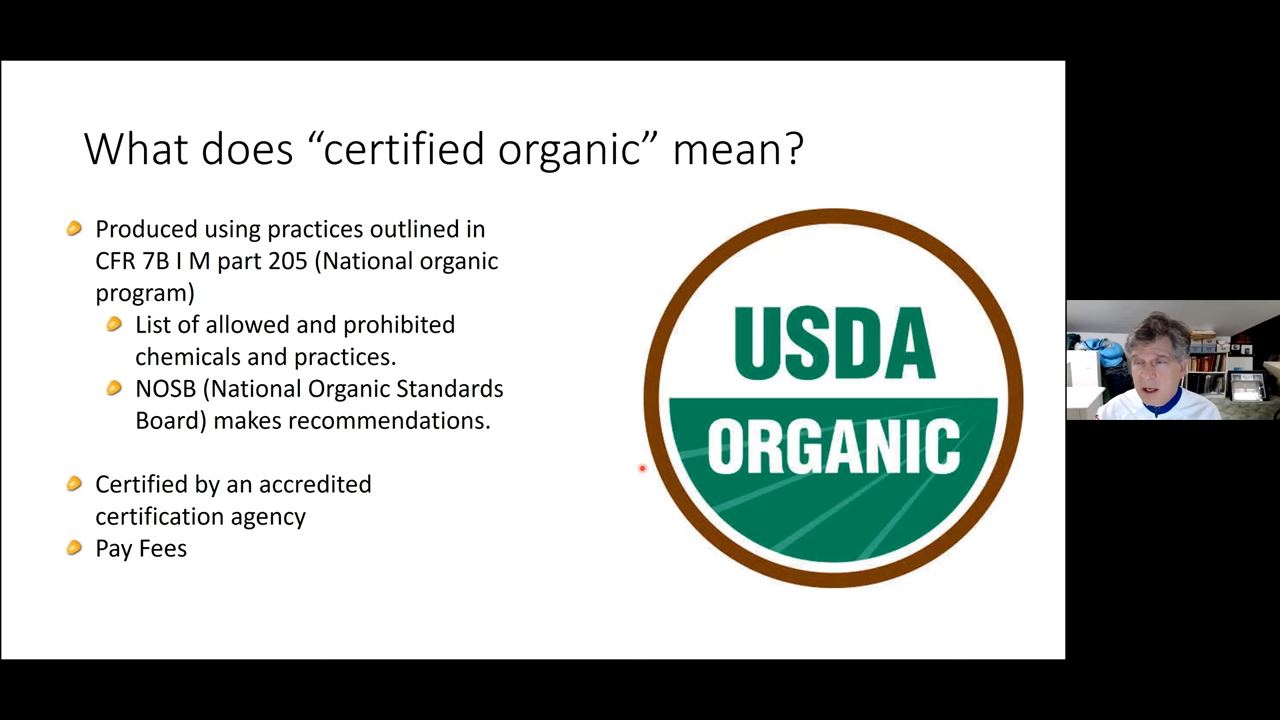 What does “certified organic” mean?
Produced using practices outlined in
CFR 7B I M part 205 (National organic
program)
List of allowed and prohibited
chemicals and practices.
NOSB (National Organic Standards
Board) makes recommendations.
Certified by an accredited
certification agency
Pay Fees
USDA
ORGANIC